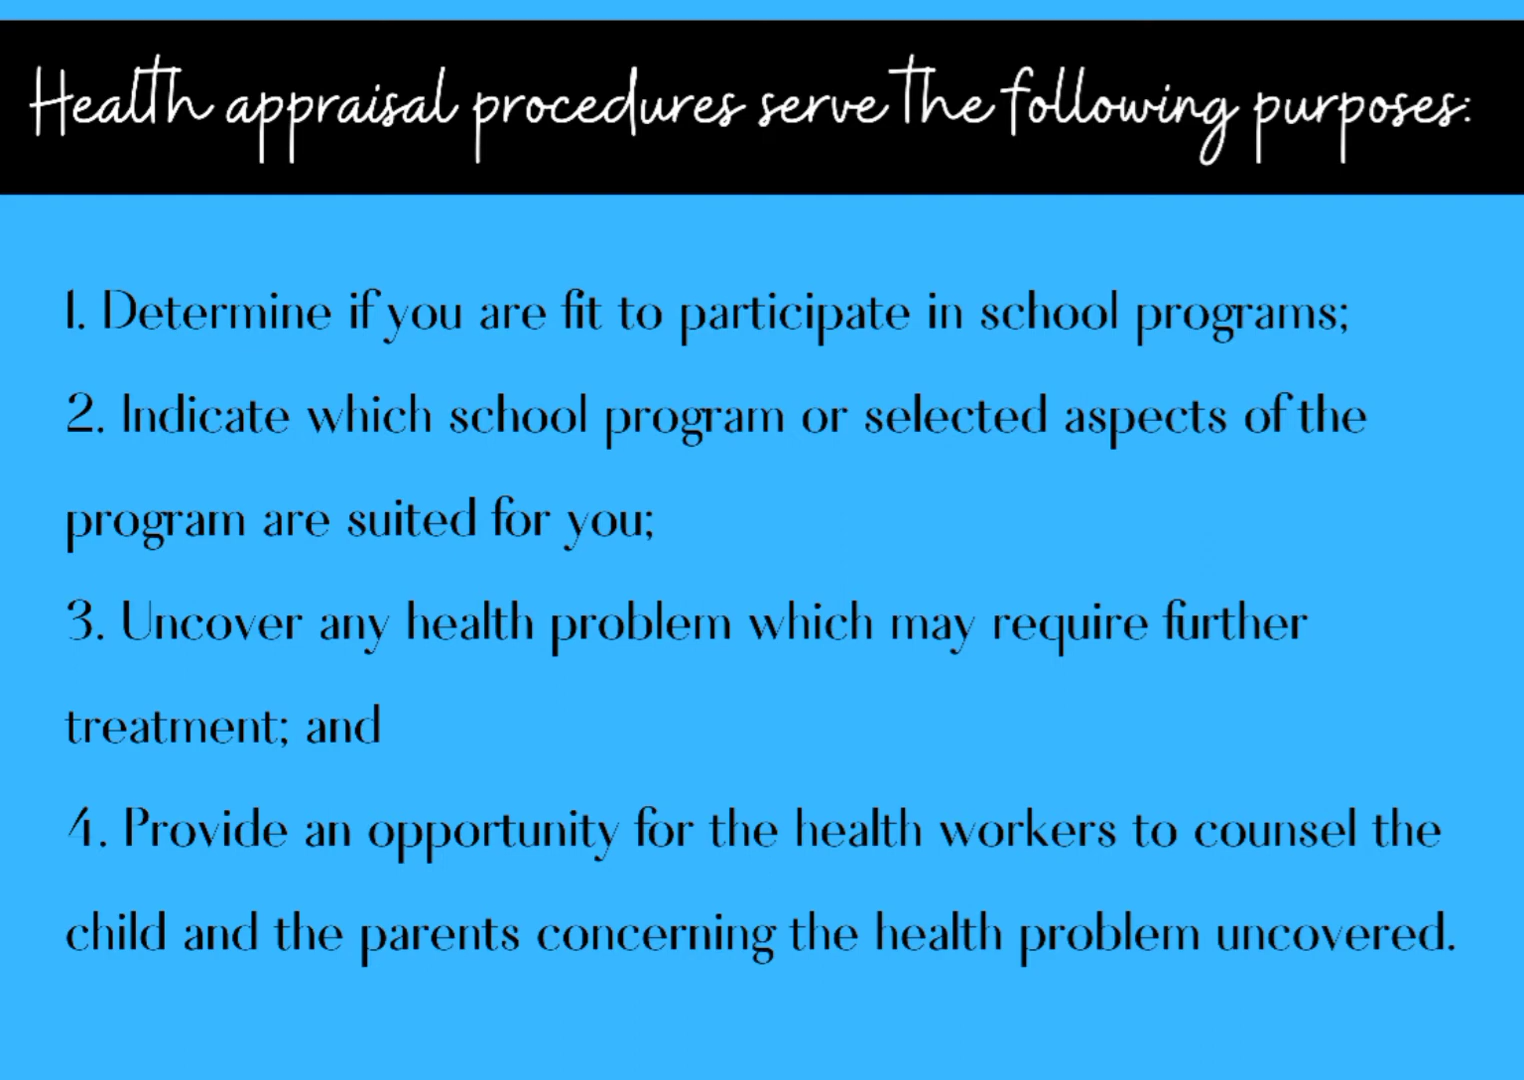 Health appraisal procedures serve the following purposes:
1. Determine if you are fit to participate in school programs;
2. Indicate which school program or selected aspects of the
program are suited for you;
3. Uncover any health problem which may require further
treatment; and
4. Provide an opportunity for the health workers to counsel the
child and the parents concerning the health problem uncovered.